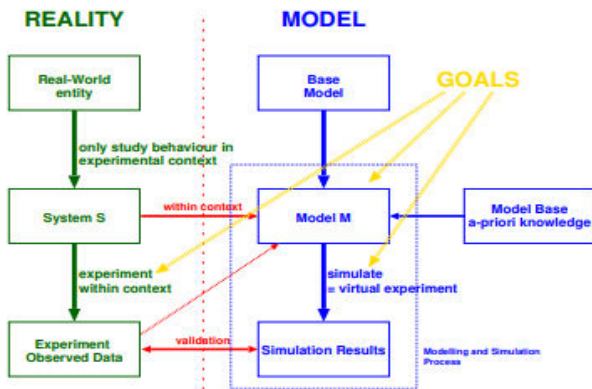 REALITY
MODEL
Real-World
entity
Base
Model
GOALS
only study behaviour in
experimental context
System S
within context
Model M
Model Base
a-priori knowledge
experiment
within context
simulate
= virtual experiment
Experiment
Observed Data
validation
Simulation Results
Modelling and Simulation
Process